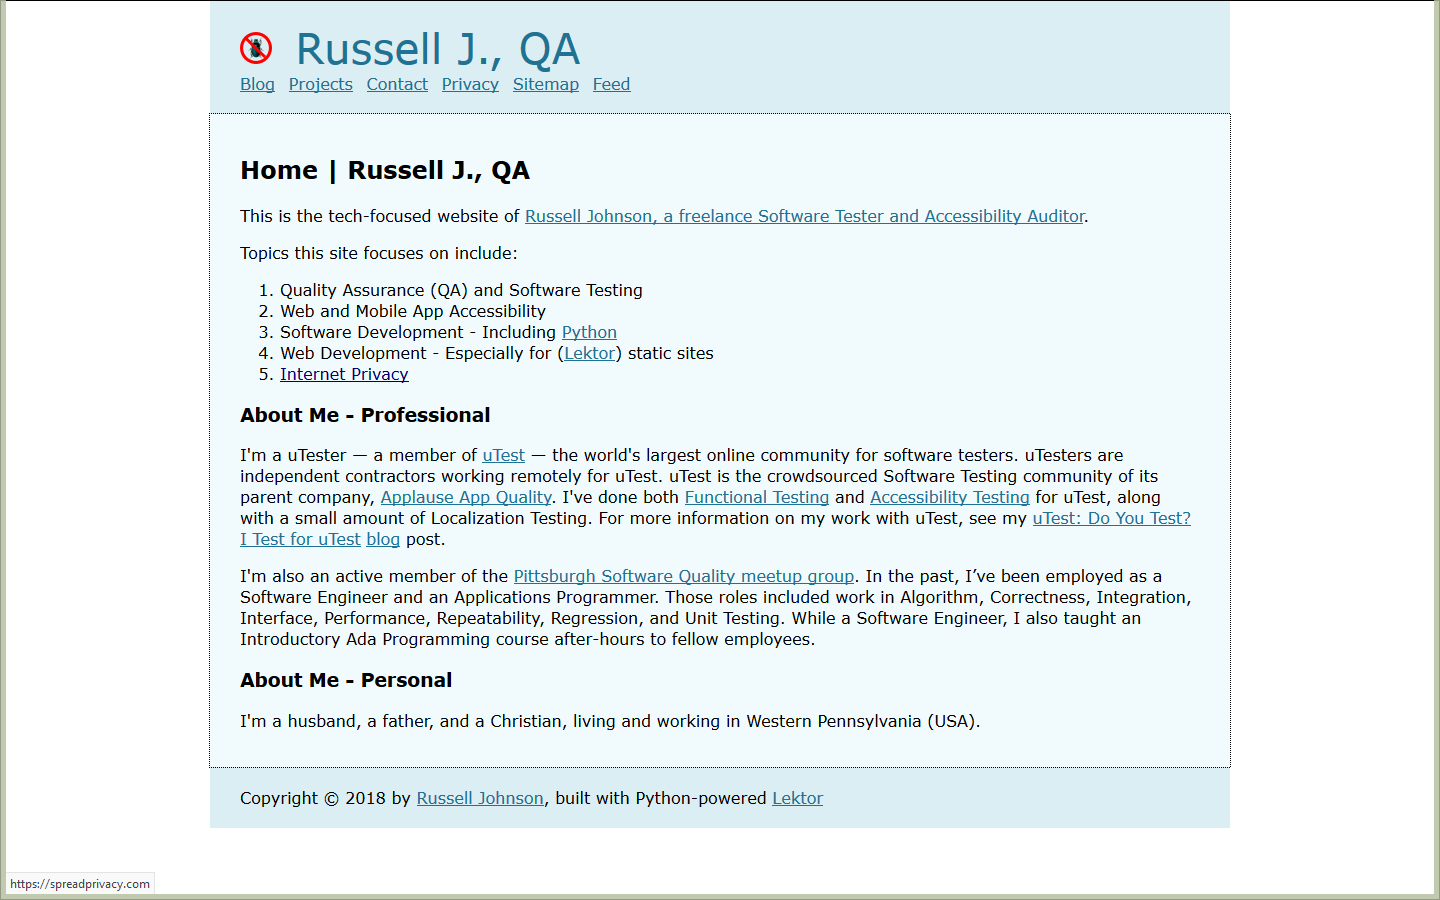 Russell J., QA
Blog Projects Contact Privacy Sitemap Feed
Home | Russell J., QA
This is the tech-focused website of Russell Johnson, a freelance Software Tester and Accessibility Auditor.
Topics this site focuses on include:
1. Quality Assurance (QA) and Software Testing
2. Web and Mobile App Accessibility
3. Software Development - Including Python
4. Web Development - Especially for (Lektor) static sites
5. Internet Privacy
About Me - Professional
I'm a uTester — a member of uTest — the world's largest online community for software testers. uTesters are
independent contractors working remotely for uTest. uTest is the crowdsourced Software Testing community of its
parent company, Applause App Quality. I've done both Functional Testing and Accessibility Testing for uTest, along
with a small amount of Localization Testing. For more information on my work with uTest, see my uTest: Do You Test?
I Test for uTest blog post.
I'm also an active member of the Pittsburgh Software Quality meetup group. In the past, I’ve been employed as a
Software Engineer and an Applications Programmer. Those roles included work in Algorithm, Correctness, Integration,
Interface, Performance, Repeatability, Regression, and Unit Testing. While a Software Engineer, I also taught an
Introductory Ada Programming course after-hours to fellow employees.
About Me - Personal
I'm a husband, a father, and a Christian, living and working in Western Pennsylvania (USA).
Copyright © 2018 by Russell Johnson, built with Python-powered Lektor
https://spreadprivacy.com